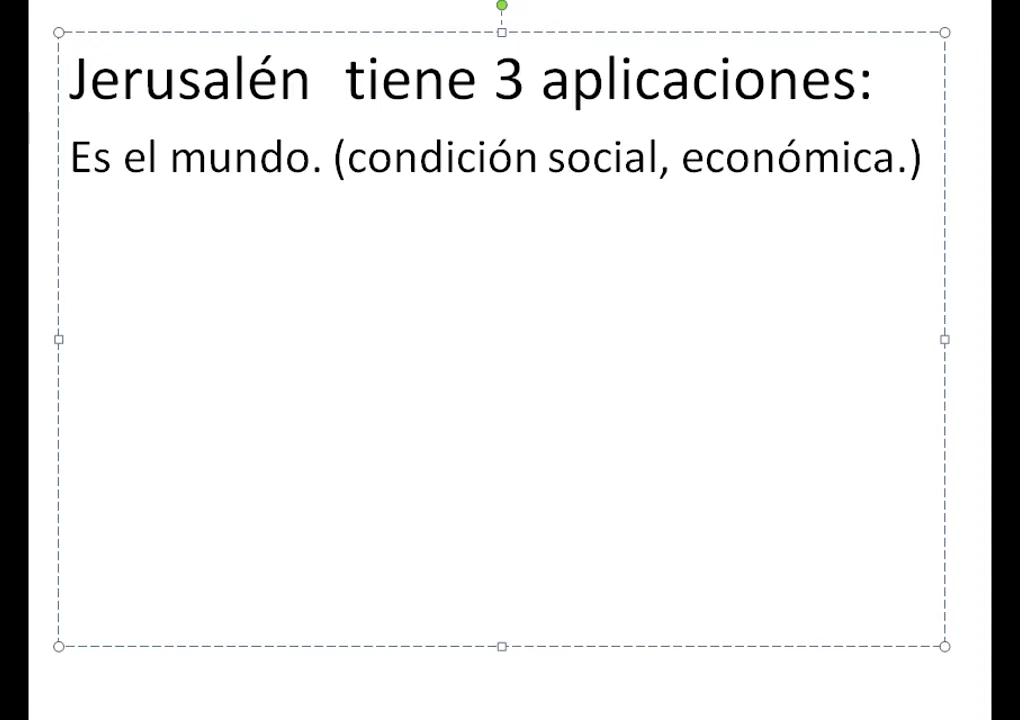 Jerusalén  tiene 3 aplicaciones:
Es el mundo. (condición social, económica.)